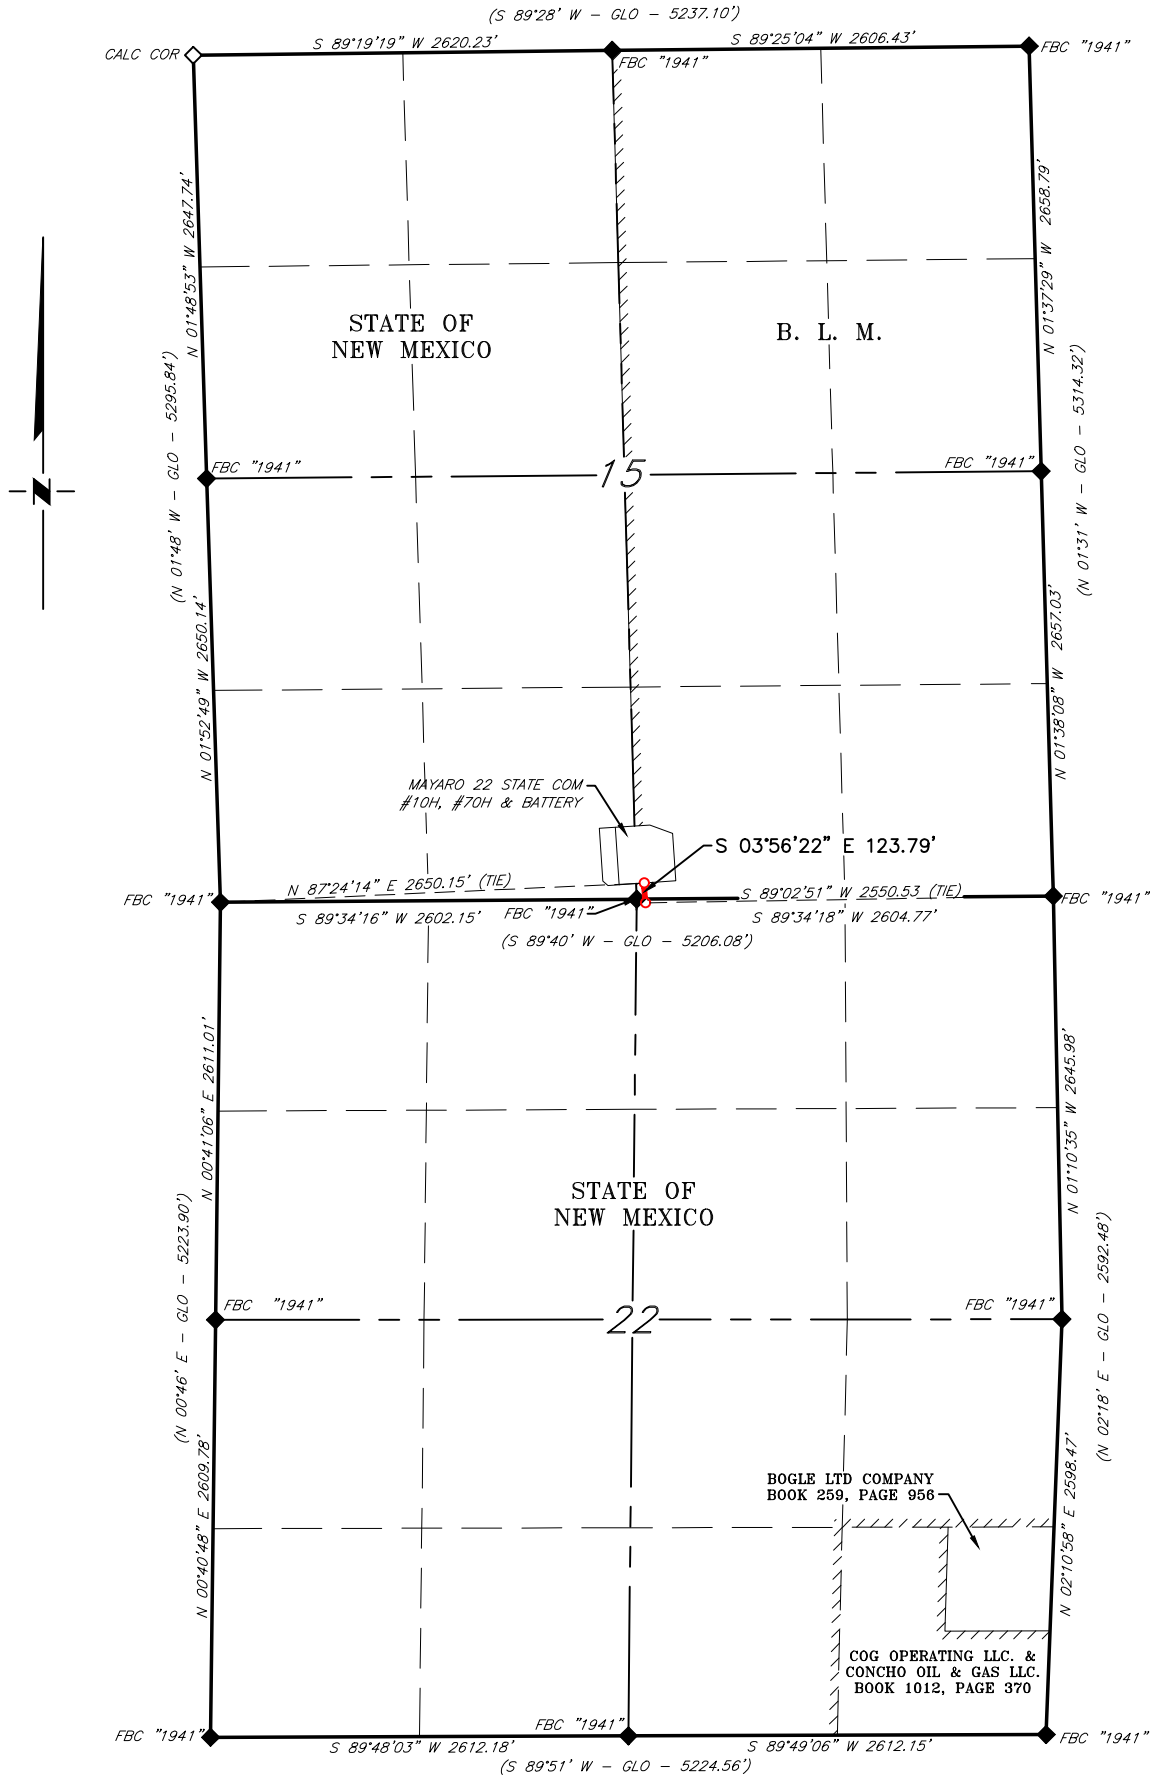 (S 89°28' W - GLO - 5237.10')
S 89°19'19" W 2620.23'
S 89°25'04" W 2606.43'
CALC COR
FBC "1941"
FBC "1941"
N 01°48'53" W 2647.74'
N 01°37'29" W 2658.79'
STATE OF
NEW MEXICO
B. L. M.
(N 01°48' W - GLO - 5295.84')
(N 01°31' W - GLO - 5314.32')
FBC "1941"
15
FBC "1941"
N
N 01°52'49" W 2650.14'
N 01°38'08" W 2657.03'
MAYARO 22 STATE COM
#10H, #70H & BATTERY
S 03°56'22" E 123.79'
N 87°24'14" E 2650.15' (TIE)
S 89°02'51" W 2550.53 (TIE)
FBC "1941"
FBC "1941"
FBC "1941"
S 89°34'16" W 2602.15'
S 89°34'18" W 2604.77'
(S 89°40' W - GLO - 5206.08')
N 00°41'06" E 2611.01'
N 01°10'35" W 2645.98'
STATE OF
NEW MEXICO
(N 00°46' E - GLO - 5223.90')
(N 02°18' E - GLO - 2592.48')
FBC "1941"
22
FBC "1941"
N 00°40'48" E 2609.78'
N 02°10'58" E 2598.47'
BOGLE LTD COMPANY
BOOK 259, PAGE 956
COG OPERATING LLC. &
CONCHO OIL & GAS LLC.
BOOK 1012, PAGE 370
FBC "1941"
FBC "1941"
FBC "1941"
S 89°48'03" W 2612.18'
S 89°49'06" W 2612.15'
(S 89°51' W - GLO - 5224.56')